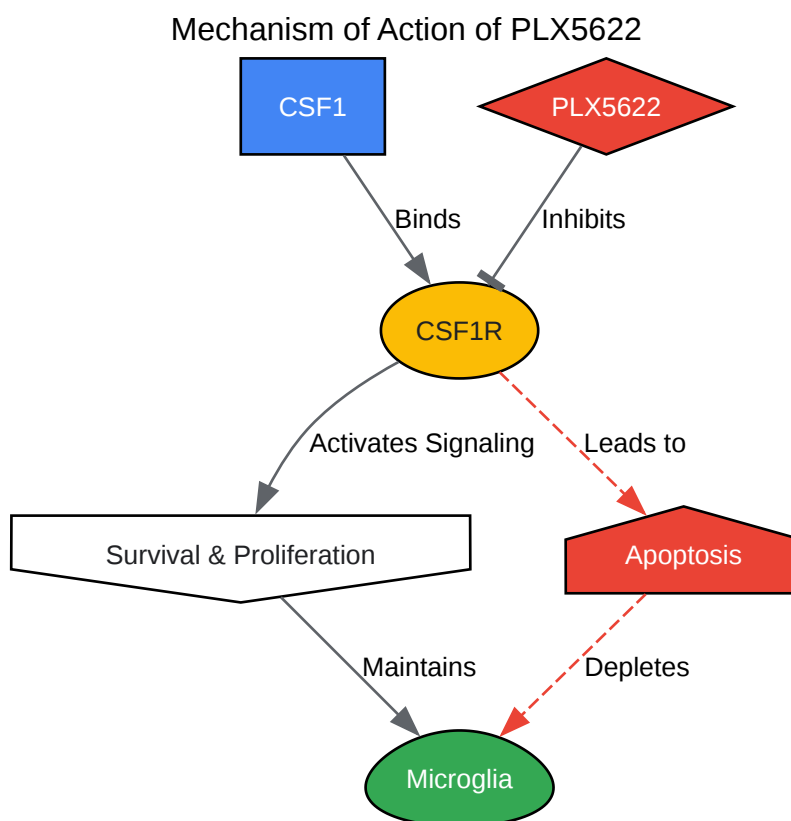 Mechanism of Action of PLX5622
CSF1
PLX5622
Binds
Inhibits
CSF1R
Activates Signaling
Leads to
Survival & Proliferation
Apoptosis
Maintains
Depletes
Microglia